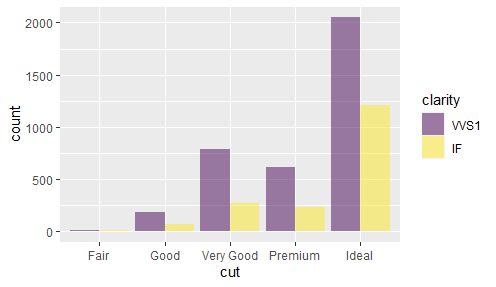 2000
1500
1000
500
0
count
Fair Good Very Good Premium Ideal
cut
clarity
VVS1
IF